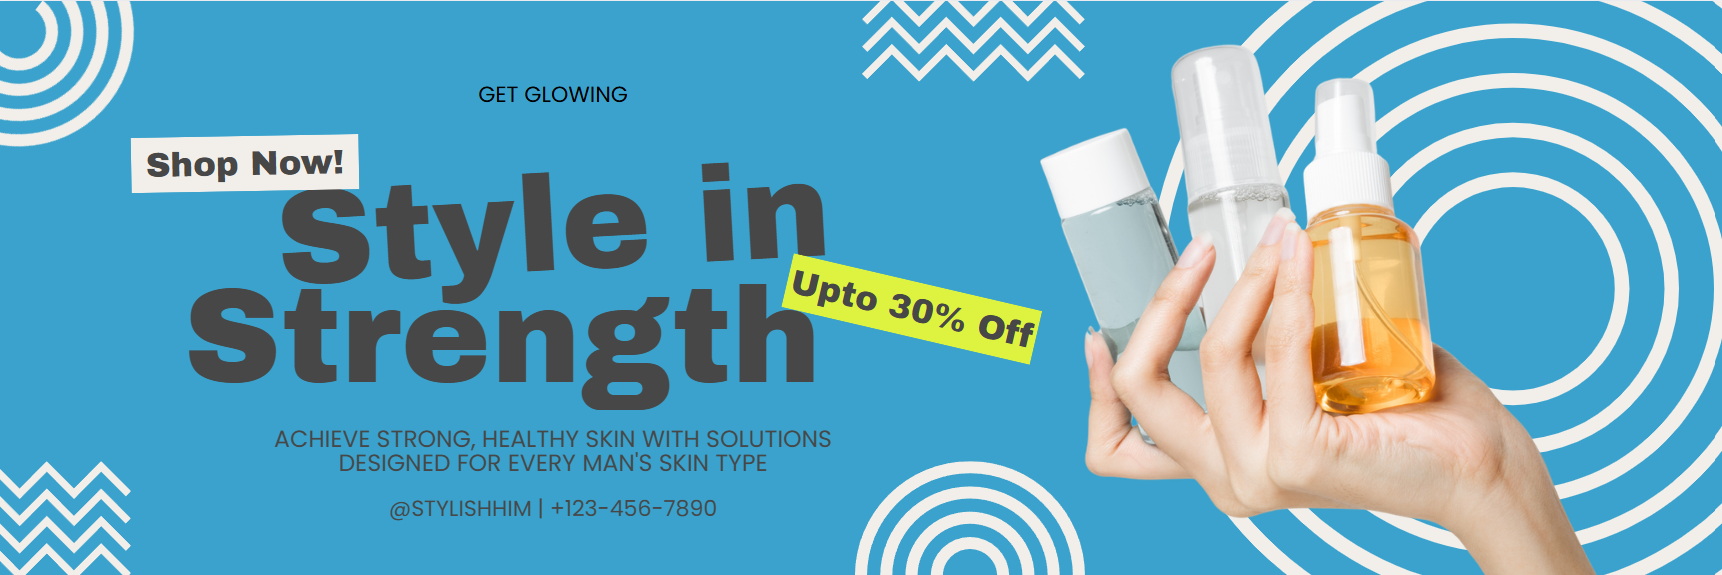 GET GLOWING
Shop Now!
Style in
Strength
Upto 30% Off
ACHIEVE STRONG, HEALTHY SKIN WITH SOLUTIONS
DESIGNED FOR EVERY MAN'S SKIN TYPE
@STYLISHHIM | +123-456-7890